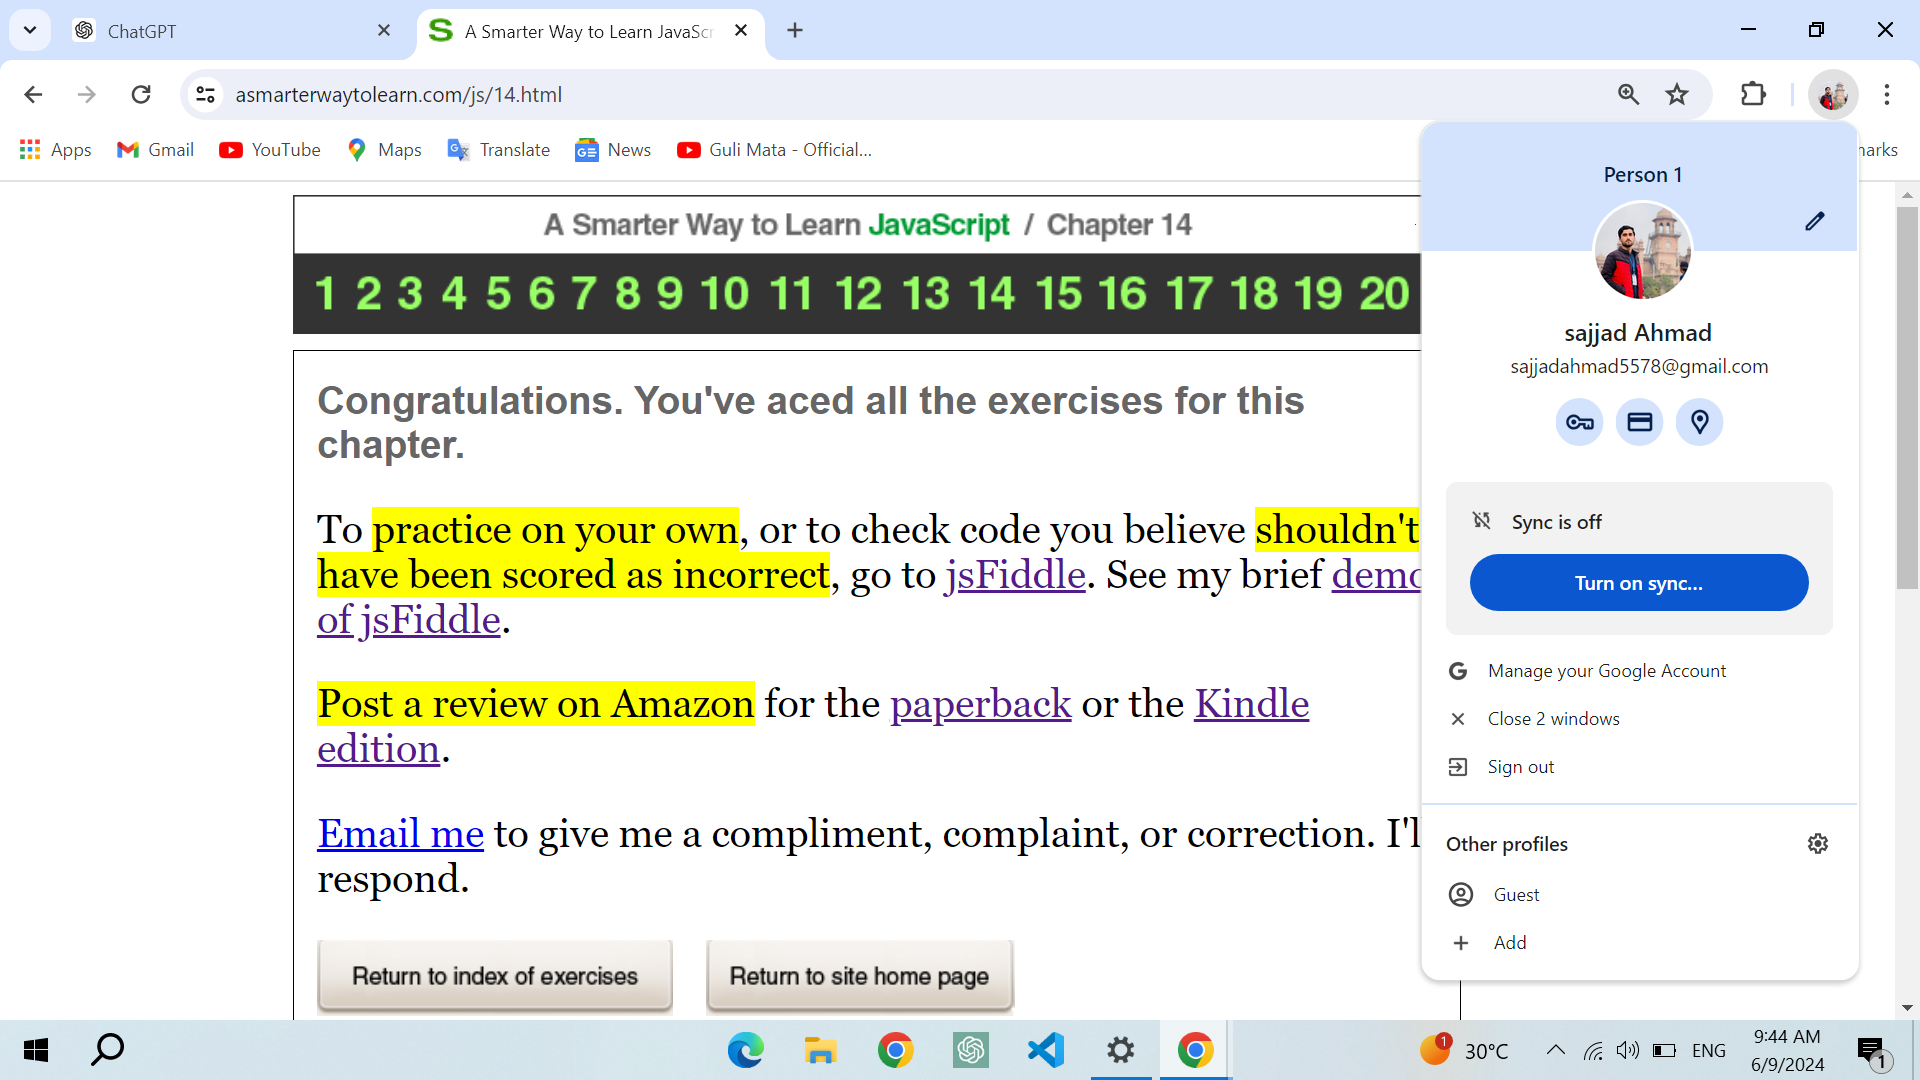 ChatGPT
A Smarter Way to Learn JavaScr
asmarterwaytolearn.com/js/14.html
Apps
Gmail
YouTube
Maps
Translate
News
Guli Mata - Official...
arks
A Smarter Way to Learn JavaScript / Chapter 14
1 2 3 4 5 6 7 8 9 10 11 12 13 14 15 16 17 18 19 20
Congratulations. You've aced all the exercises for this
chapter.
To practice on your own, or to check code you believe shouldn't
have been scored as incorrect, go to jsFiddle. See my brief demo
of jsFiddle.
Post a review on Amazon for the paperback or the Kindle
edition.
Email me to give me a compliment, complaint, or correction. I'll
respond.
Return to index of exercises
Return to site home page
Person 1
sajjad Ahmad
sajjadahmad5578@gmail.com
Sync is off
Turn on sync...
Manage your Google Account
Close 2 windows
Sign out
Other profiles
Guest
Add
1
30°C
ENG
9:44 AM
6/9/2024
1